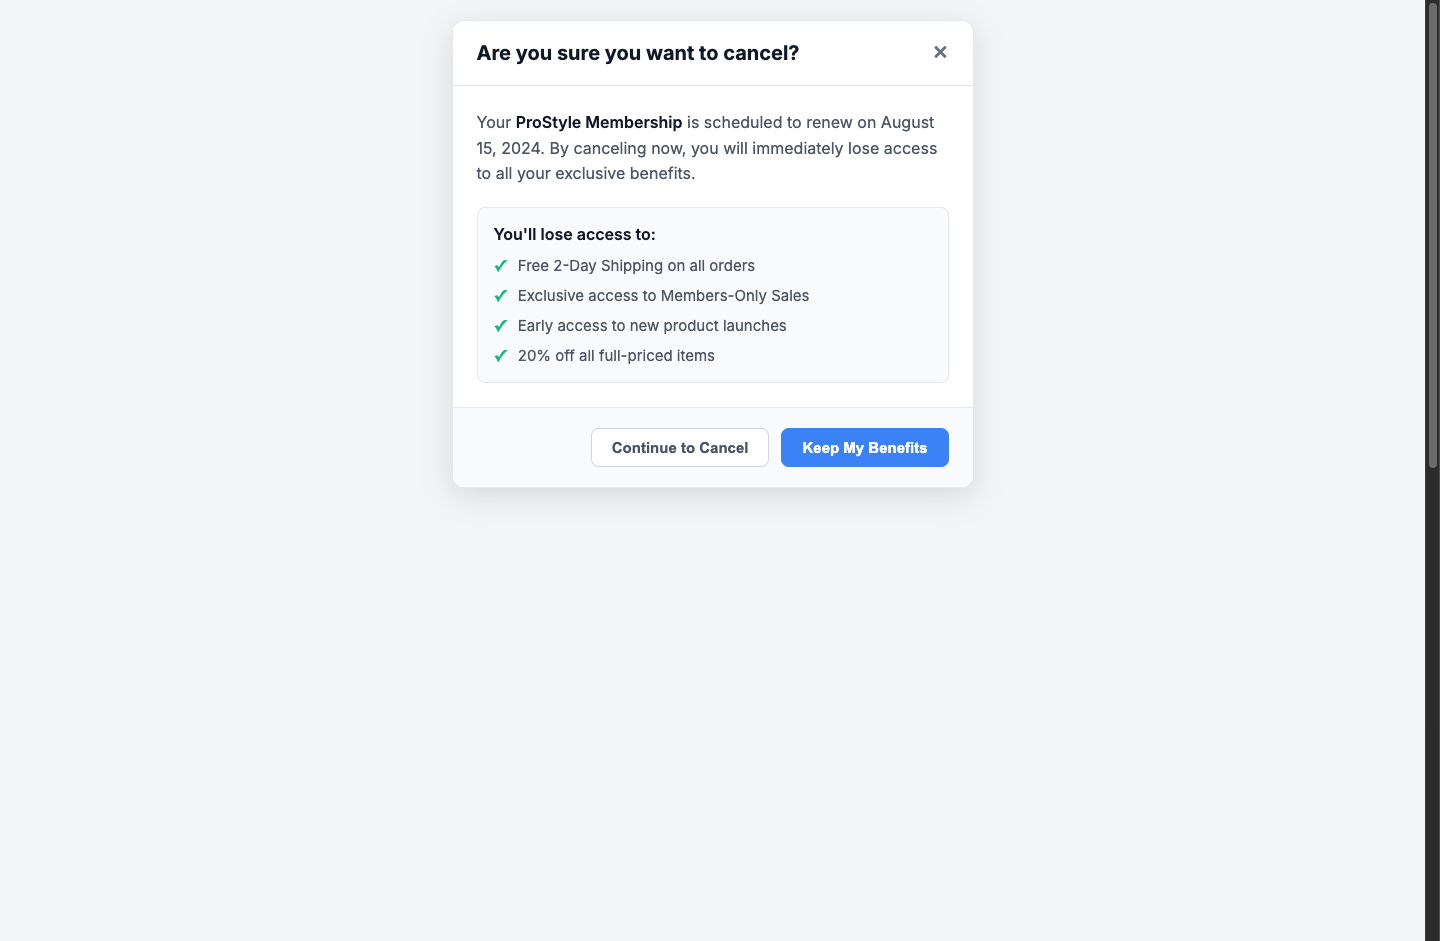 Are you sure you want to cancel?
Your ProStyle Membership is scheduled to renew on August
15, 2024. By canceling now, you will immediately lose access
to all your exclusive benefits.
You'll lose access to:
✓ Free 2-Day Shipping on all orders
✓ Exclusive access to Members-Only Sales
✓ Early access to new product launches
✓ 20% off all full-priced items
Continue to Cancel
Keep My Benefits